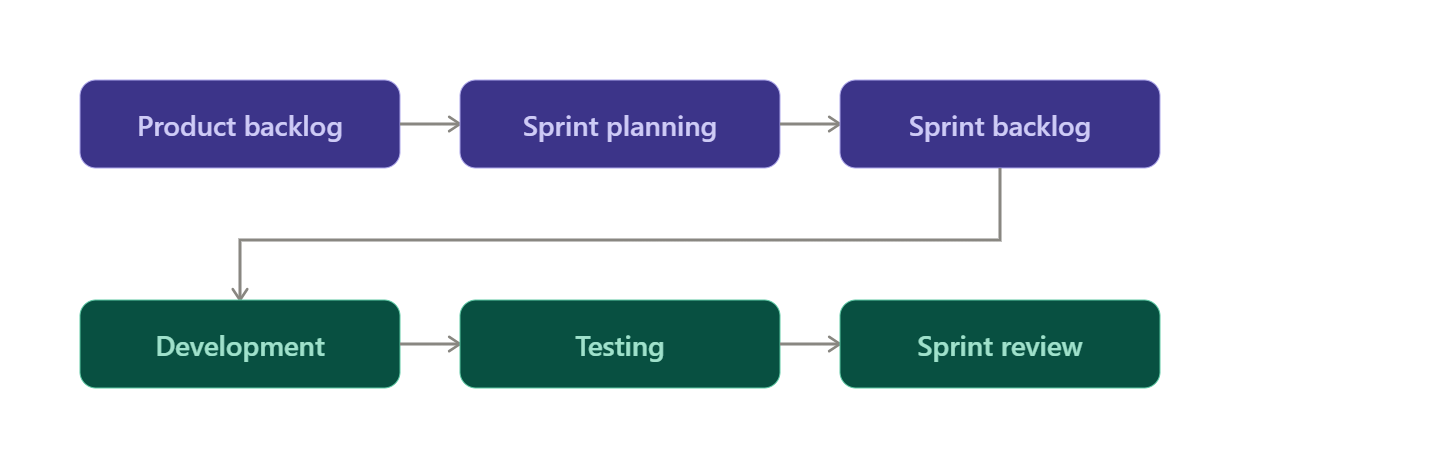 Product backlog
Sprint planning
Sprint backlog
Development
Testing
Sprint review